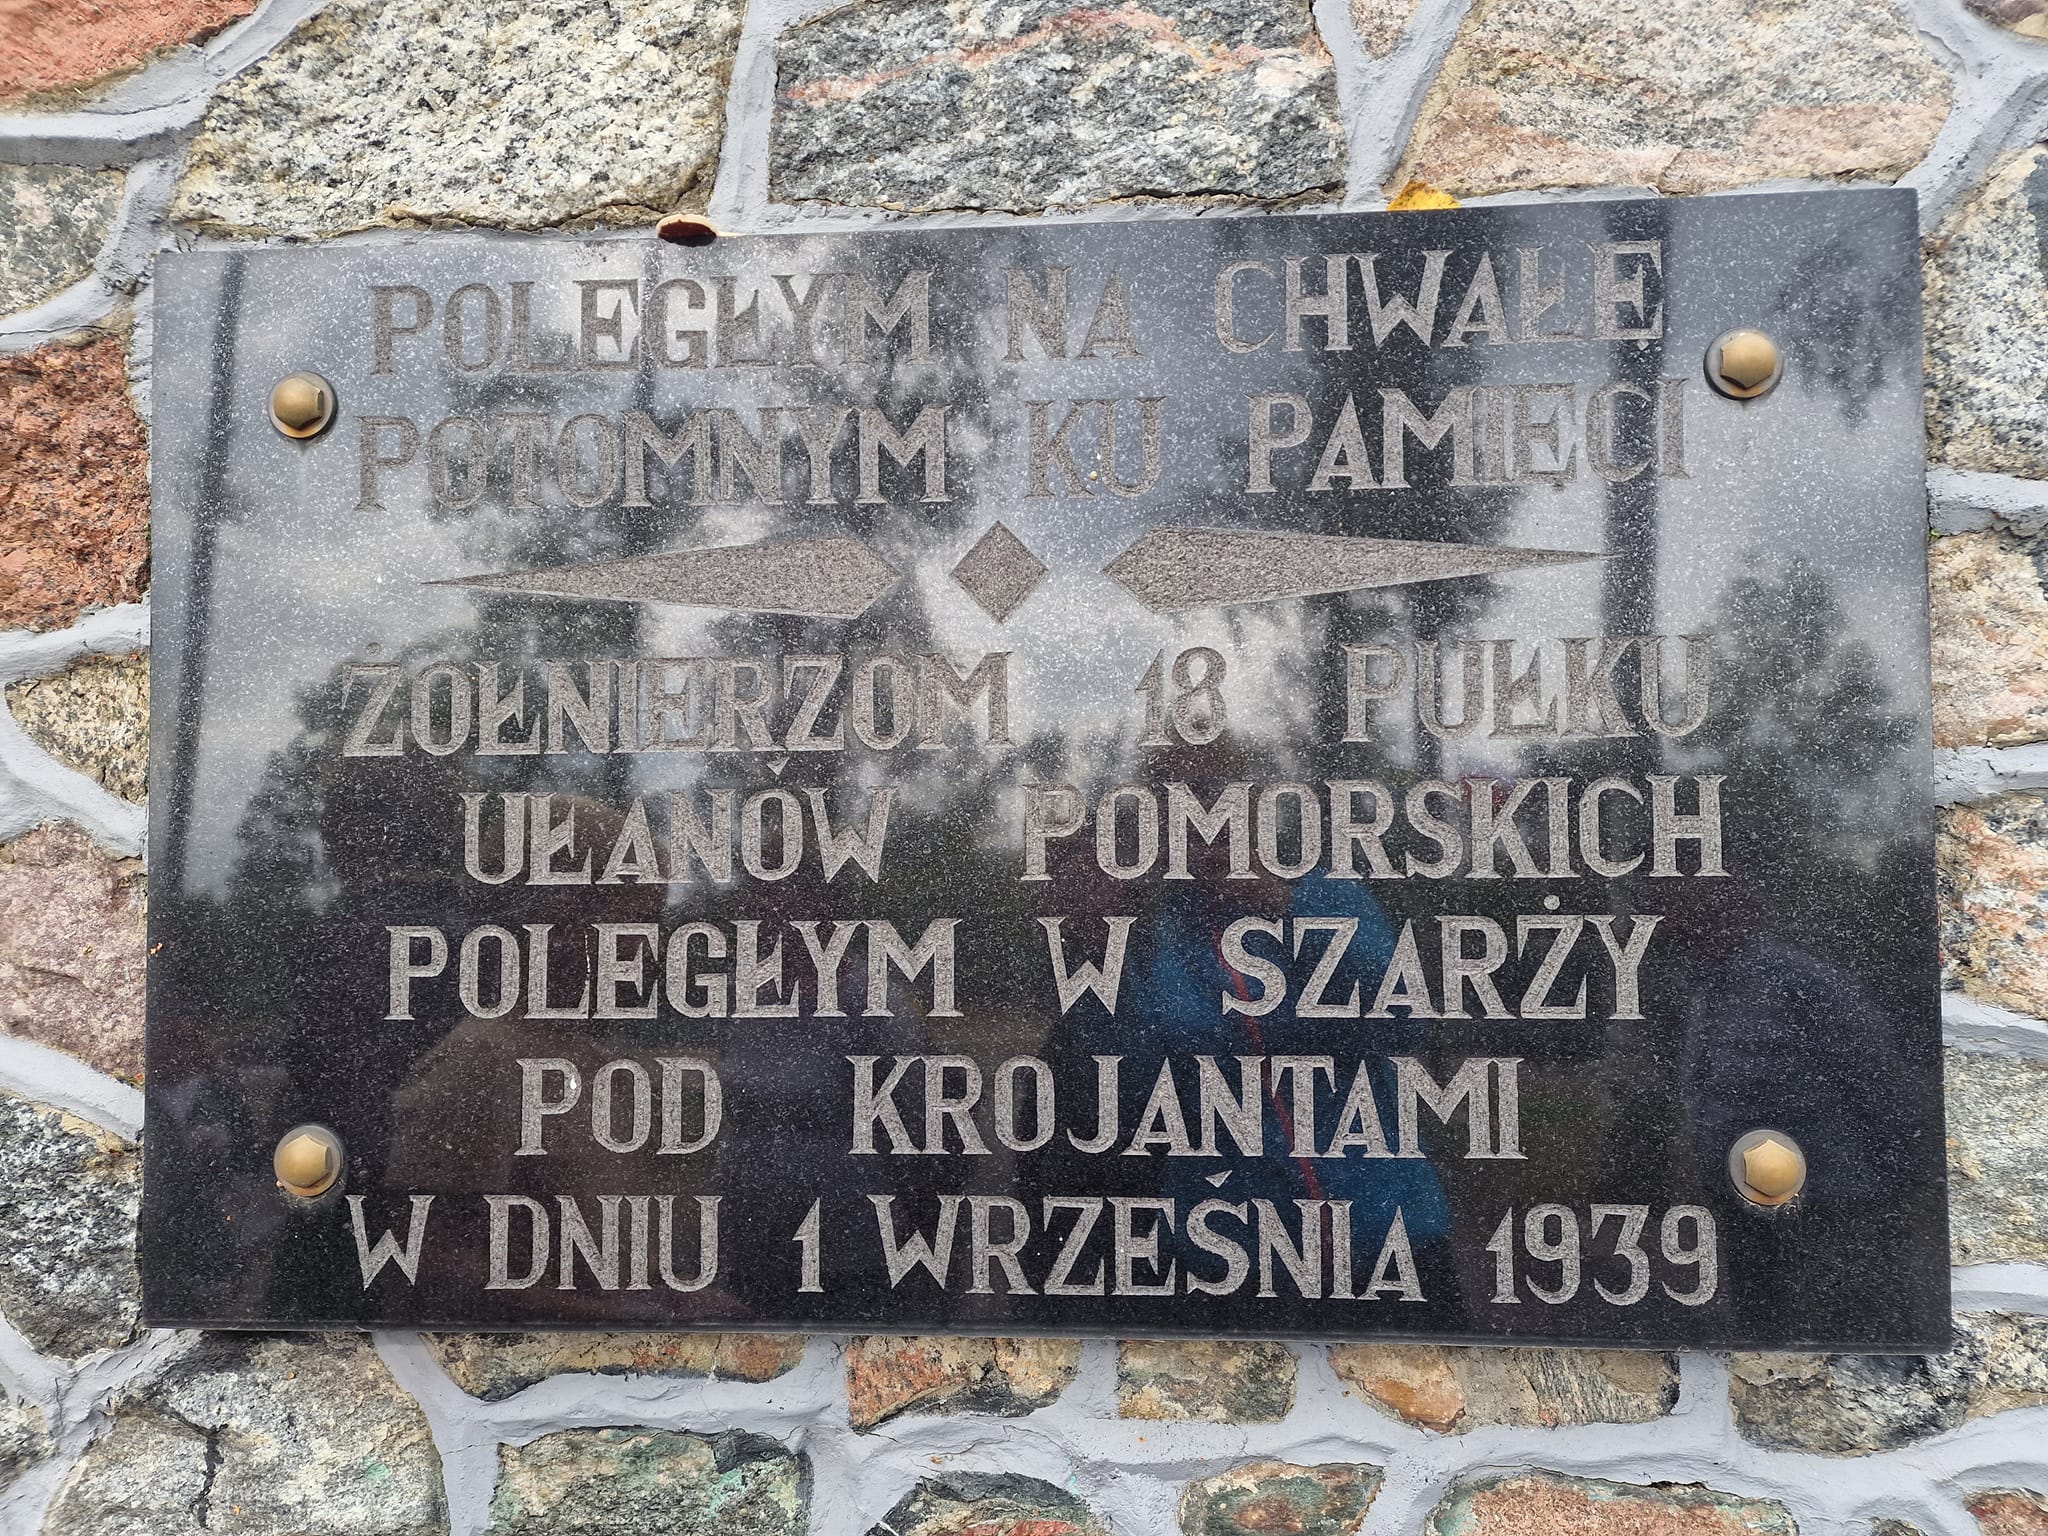 POLEGŁYM NA CHWAŁĘ
POTOMNYM KU PAMIĘCI
ŻOŁNIERZOM 18 PUŁKU
UŁANÓW POMORSKICH
POLEGŁYM W SZARŻY
POD KROJANTAMI
W DNIU 1 WRZEŚNIA 1939